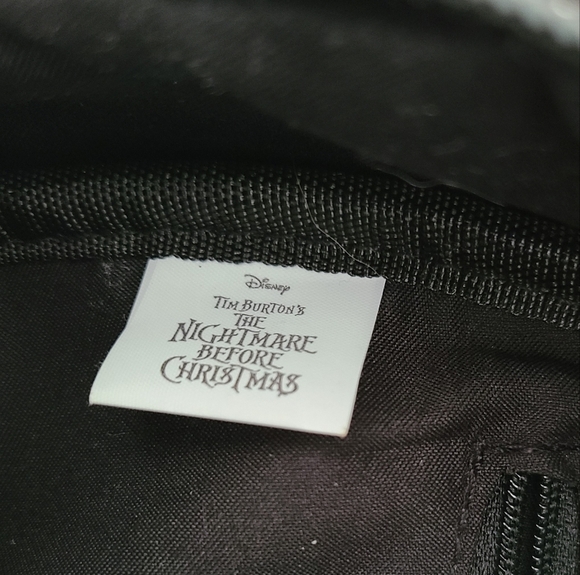 Disney
TIM BURTON'S
THE
NIGHTMARE
BEFORE
CHRISTMAS